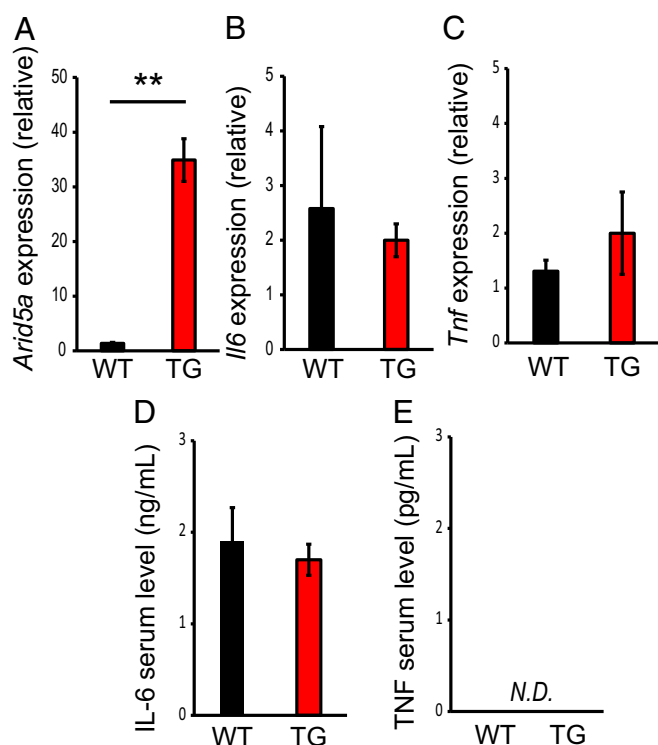 A
Arid5a expression (relative)
50
40
30
20
10
0
**
WT TG
B
Il6 expression (relative)
5
4
3
2
1
0
WT TG
C
Tnf expression (relative)
5
4
3
2
1
0
WT TG
D
IL-6 serum level (ng/mL)
3
2
1
0
WT TG
E
TNF serum level (pg/mL)
3
2
1
0
N.D.
WT TG